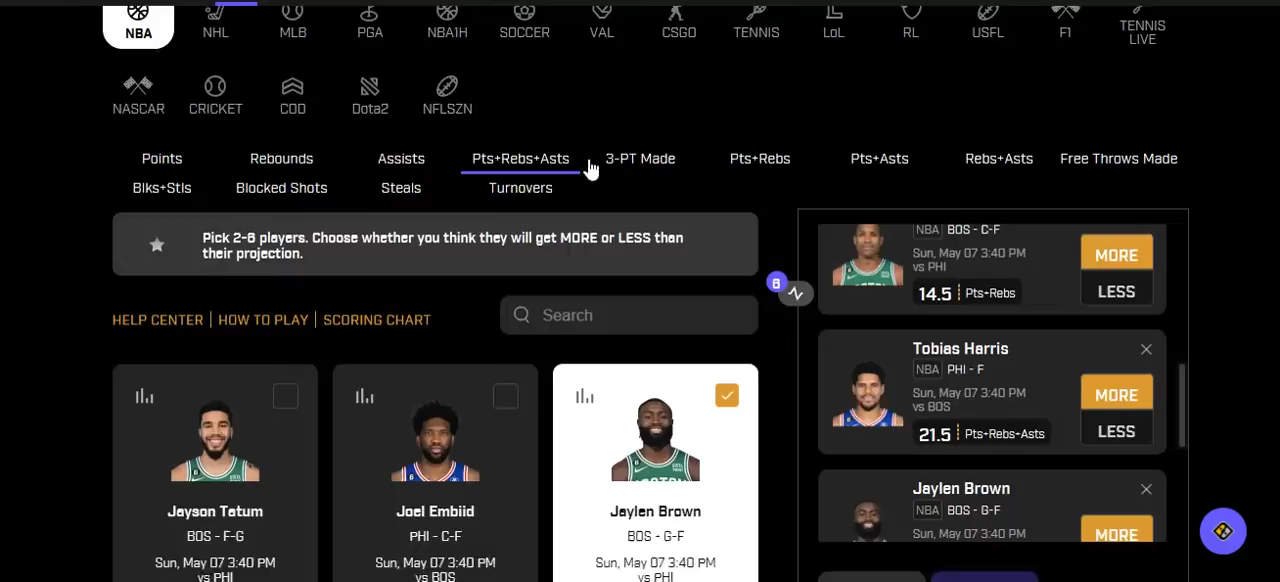 NBA NHL MLB PGA NBA1H SOCCER VAL CSGO TENNIS LoL RL USFL F1 TENNIS
LIVE
NASCAR CRICKET COD Dota2 NFLSZN
Points Rebounds Assists Pts+Rebs+Asts 3-PT Made Pts+Rebs Pts+Asts Rebs+Asts Free Throws Made
Blks+Stls Blocked Shots Steals Turnovers
Pick 2-6 players. Choose whether you think they will get MORE or LESS than
their projection.
HELP CENTER | HOW TO PLAY | SCORING CHART
Search
Jayson Tatum
BOS - F-G
Sun, May 07 3:40 PM
vs PHI
Joel Embiid
PHI - C-F
Sun, May 07 3:40 PM
vs BOS
Jaylen Brown
BOS - G-F
Sun, May 07 3:40 PM
vs PHI
6
NBA BOS - C-F
Sun, May 07 3:40 PM
vs PHI
14.5 Pts+Rebs
MORE
LESS
Tobias Harris
NBA PHI - F
Sun, May 07 3:40 PM
vs BOS
21.5 Pts+Rebs+Asts
MORE
LESS
Jaylen Brown
NBA BOS - G-F
Sun, May 07 3:40 PM
MORE